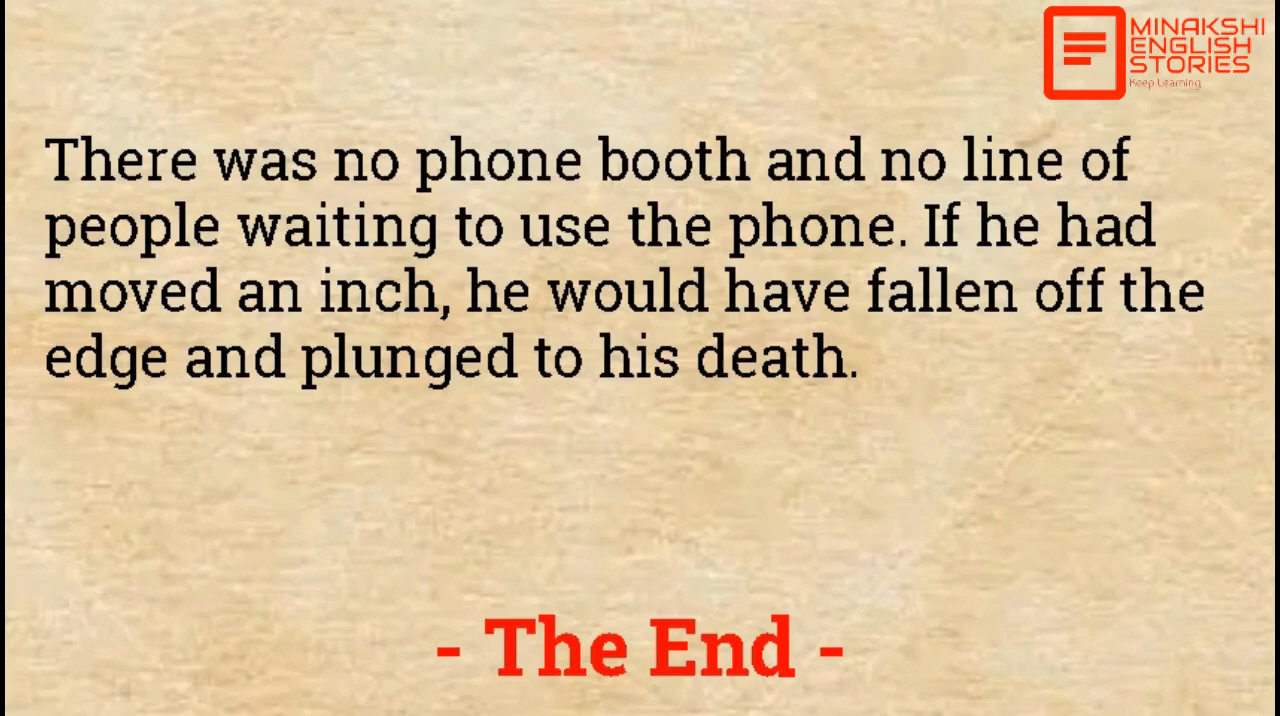 MINAKSHI
ENGLISH
STORIES
Keep Learning
There was no phone booth and no line of
people waiting to use the phone. If he had
moved an inch, he would have fallen off the
edge and plunged to his death.
- The End -